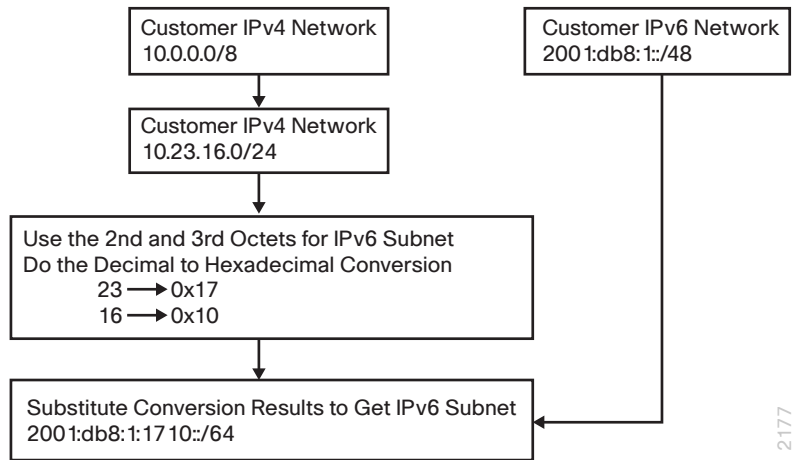 Customer IPv4 Network
10.0.0.0/8
Customer IPv6 Network
2001:db8:1::/48
Customer IPv4 Network
10.23.16.0/24
Use the 2nd and 3rd Octets for IPv6 Subnet
Do the Decimal to Hexadecimal Conversion
23 → 0x17
16 → 0x10
Substitute Conversion Results to Get IPv6 Subnet
2001:db8:1:1710::/64
2177